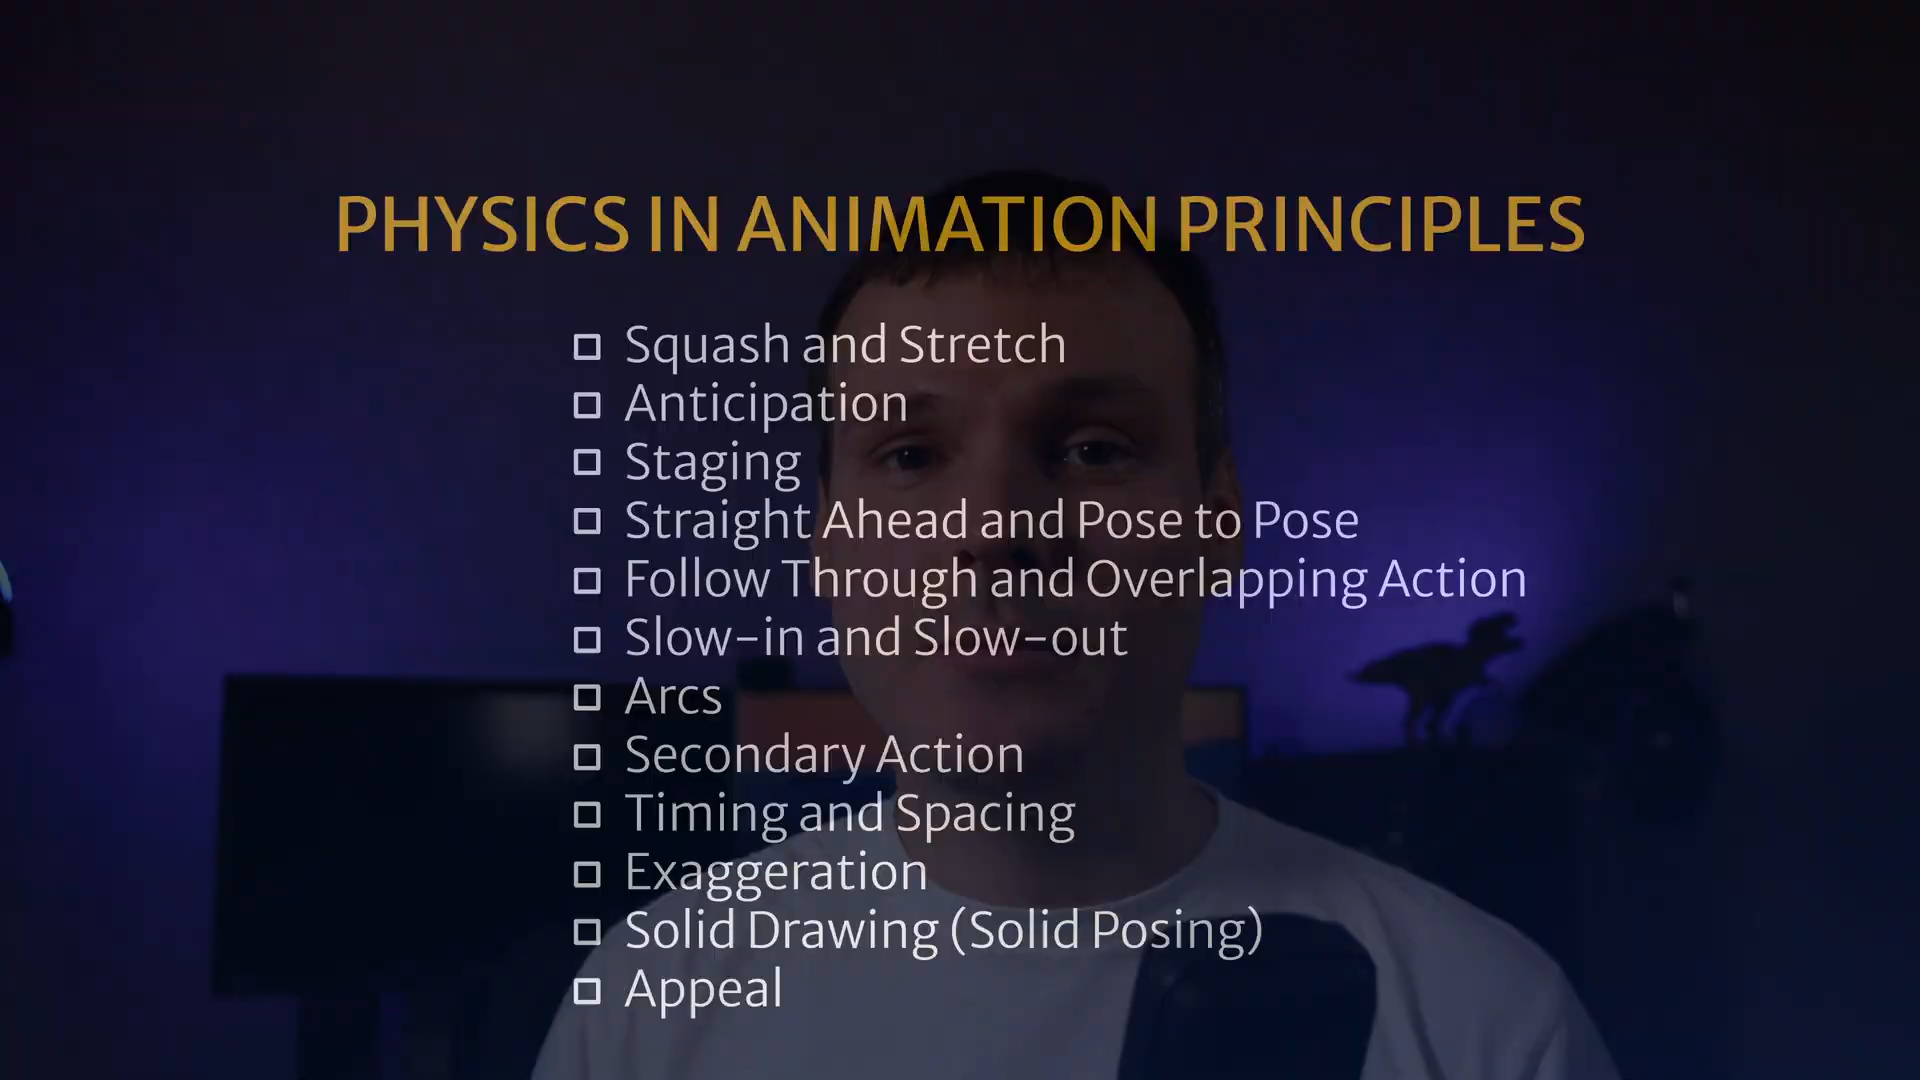 PHYSICS IN ANIMATION PRINCIPLES
Squash and Stretch
Anticipation
Staging
Straight Ahead and Pose to Pose
Follow Through and Overlapping Action
Slow-in and Slow-out
Arcs
Secondary Action
Timing and Spacing
Exaggeration
Solid Drawing (Solid Posing)
Appeal